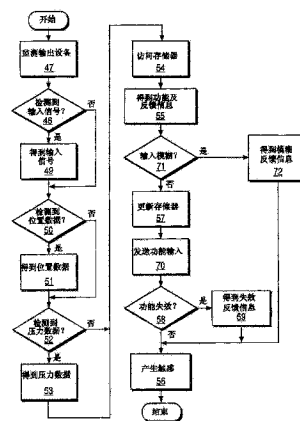 开始
监测输出设备
47
检测到
输入信号?
48
否
是
得到输入
信号
49
检测到
位置数据?
50
否
是
得到位置数据
51
检测到
压力数据?
52
否
是
得到压力数据
53
访问存储器
54
得到功能及
反馈信息
55
输入模糊?
71
是
否
得到模糊
反馈信息
72
更新存储器
57
发送功能输入
70
功能失效?
58
是
否
得到失效
反馈信息
59
产生触感
56
结束